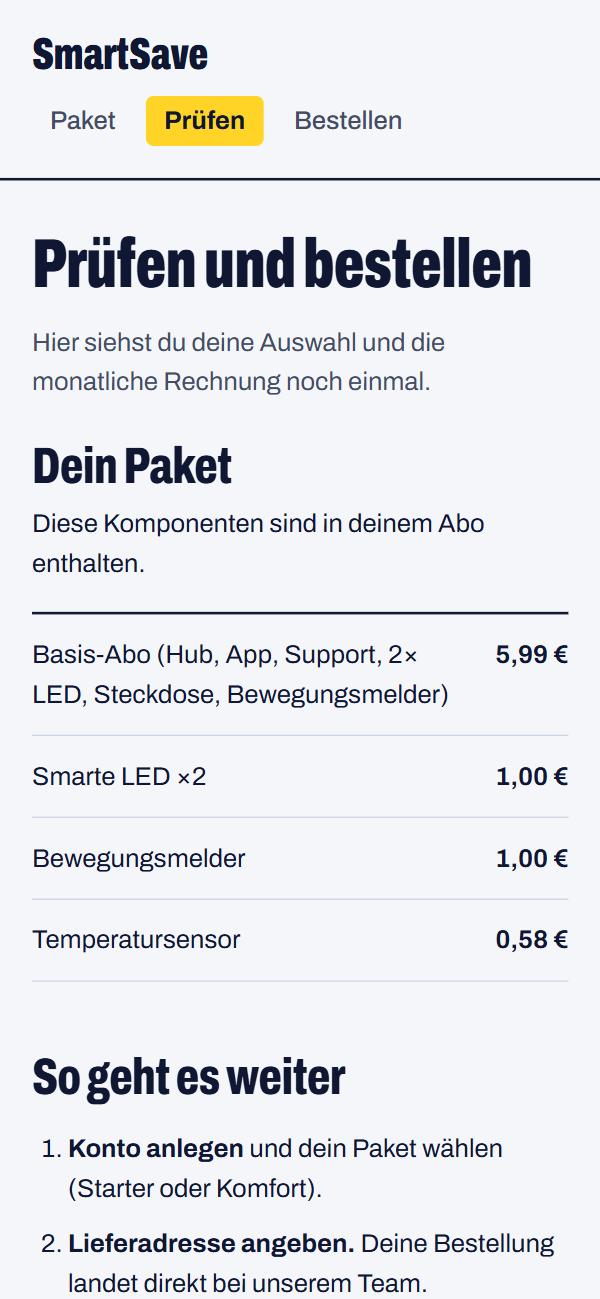 SmartSave
Paket Prüfen Bestellen
Prüfen und bestellen
Hier siehst du deine Auswahl und die
monatliche Rechnung noch einmal.
Dein Paket
Diese Komponenten sind in deinem Abo
enthalten.
Basis-Abo (Hub, App, Support, 2× 5,99 €
LED, Steckdose, Bewegungsmelder)
Smarte LED ×2 1,00 €
Bewegungsmelder 1,00 €
Temperatursensor 0,58 €
So geht es weiter
1. Konto anlegen und dein Paket wählen
(Starter oder Komfort).
2. Lieferadresse angeben. Deine Bestellung
landet direkt bei unserem Team.